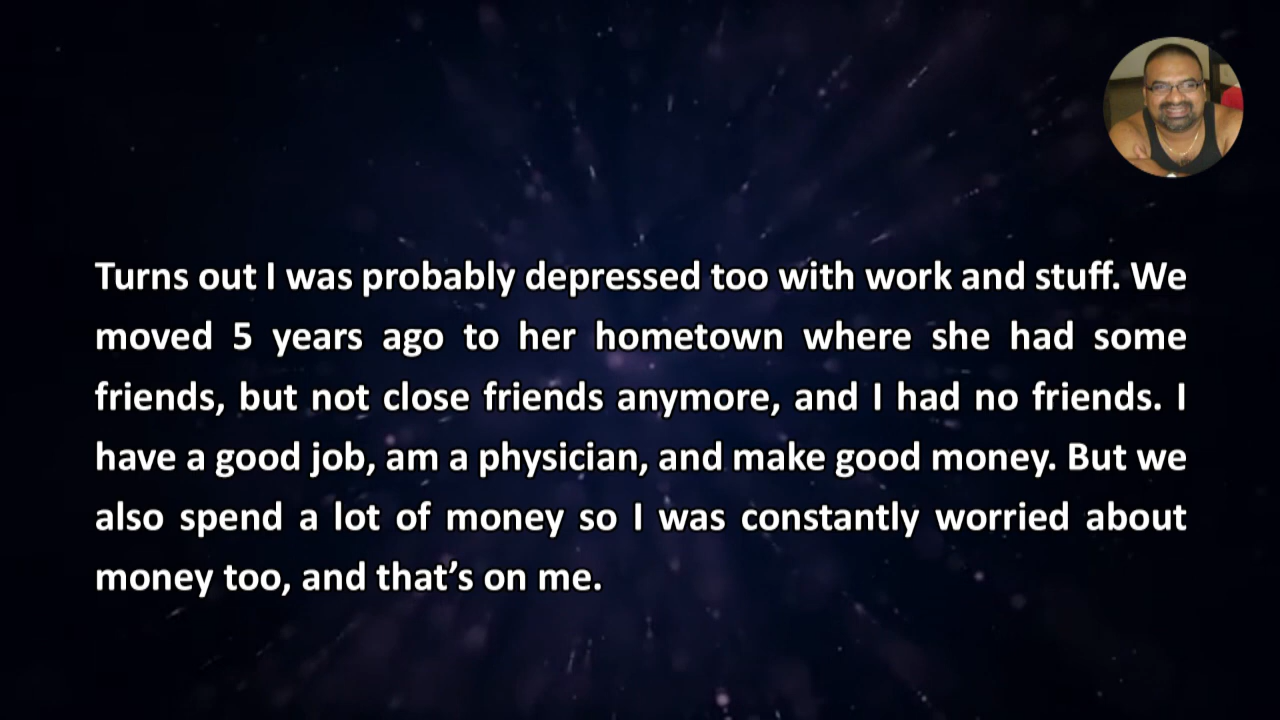 Turns out I was probably depressed too with work and stuff. We
moved 5 years ago to her hometown where she had some
friends, but not close friends anymore, and I had no friends. I
have a good job, am a physician, and make good money. But we
also spend a lot of money so I was constantly worried about
money too, and that’s on me.